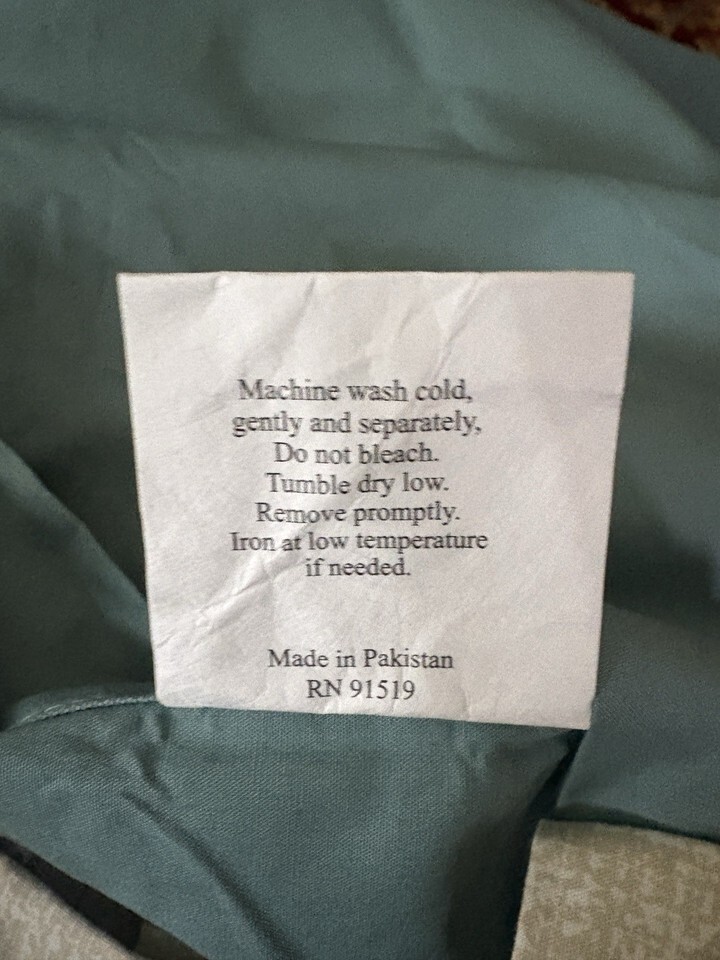 Machine wash cold,
gently and separately,
Do not bleach.
Tumble dry low.
Remove promptly.
Iron at low temperature
if needed.
Made in Pakistan
RN 91519